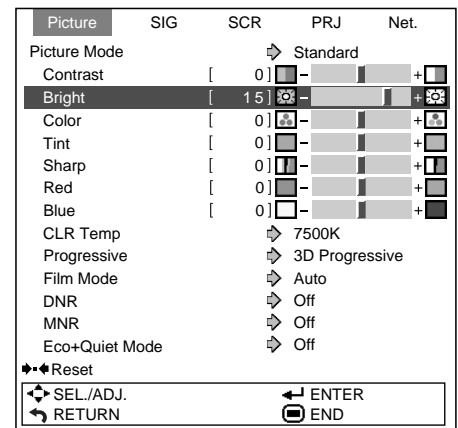 Picture SIG SCR PRJ Net.
Picture Mode Standard
Contrast [ 0] - +
Bright [ 15] - +
Color [ 0] - +
Tint [ 0] - +
Sharp [ 0] - +
Red [ 0] - +
Blue [ 0] - +
CLR Temp 7500K
Progressive 3D Progressive
Film Mode Auto
DNR Off
MNR Off
Eco+Quiet Mode Off
Reset
SEL./ADJ. ENTER
RETURN END